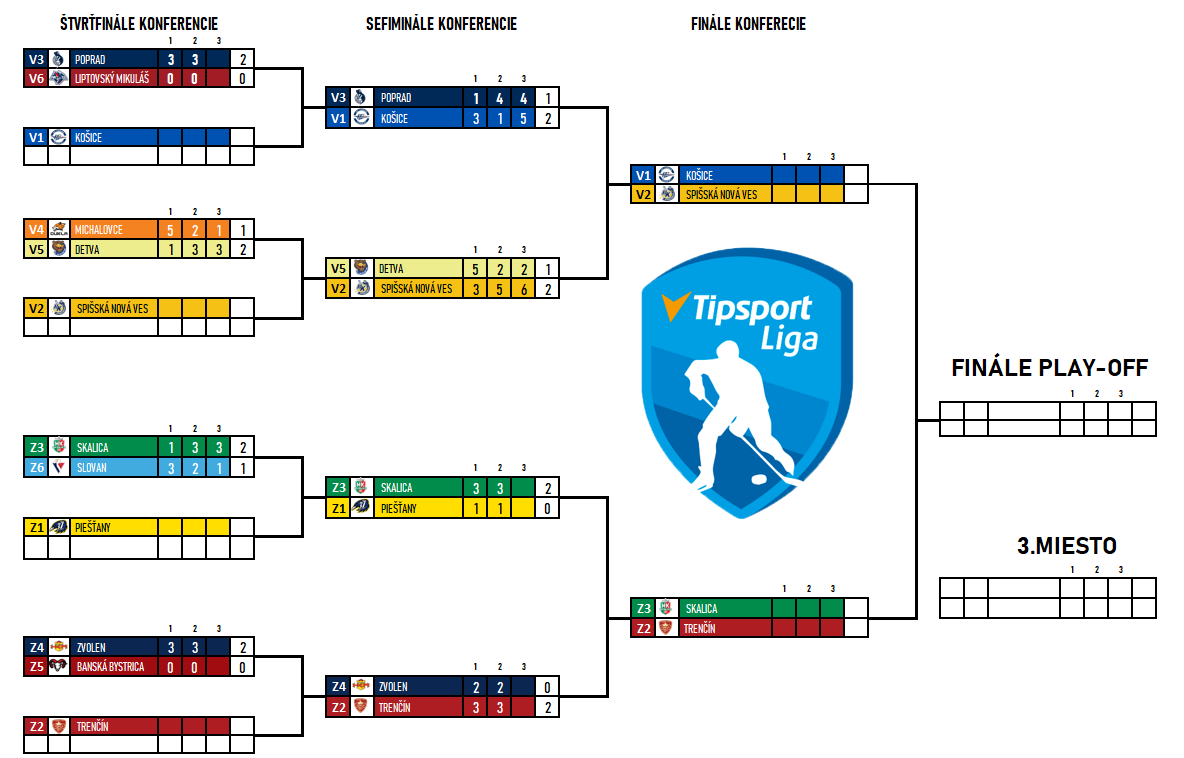 ŠTVRŤFINÁLE KONFERENCIE
1 2 3
V3 POPRAD 3 3 2
V6 LIPTOVSKÝ MIKULÁŠ 0 0 0
V1 KOŠICE
1 2 3
V4 MICHALOVCE 5 2 1 1
V5 DETVA 1 3 3 2
V2 SPIŠSKÁ NOVÁ VES
1 2 3
Z3 SKALICA 1 3 3 2
Z6 SLOVAN 3 2 1 1
Z1 PIEŠŤANY
1 2 3
Z4 ZVOLEN 3 3 2
Z5 BANSKÁ BYSTRICA 0 0 0
Z2 TRENČÍN
SEFIMINÁLE KONFERENCIE
1 2 3
V3 POPRAD 1 4 4 1
V1 KOŠICE 3 1 5 2
1 2 3
V5 DETVA 5 2 2 1
V2 SPIŠSKÁ NOVÁ VES 3 5 6 2
1 2 3
Z3 SKALICA 3 3 2
Z1 PIEŠŤANY 1 1 0
1 2 3
Z4 ZVOLEN 2 2 0
Z2 TRENČÍN 3 3 2
FINÁLE KONFERECIE
1 2 3
V1 KOŠICE
V2 SPIŠSKÁ NOVÁ VES
Tipsport
Liga
1 2 3
Z3 SKALICA
Z2 TRENČÍN
FINÁLE PLAY-OFF
1 2 3
3.MIESTO
1 2 3